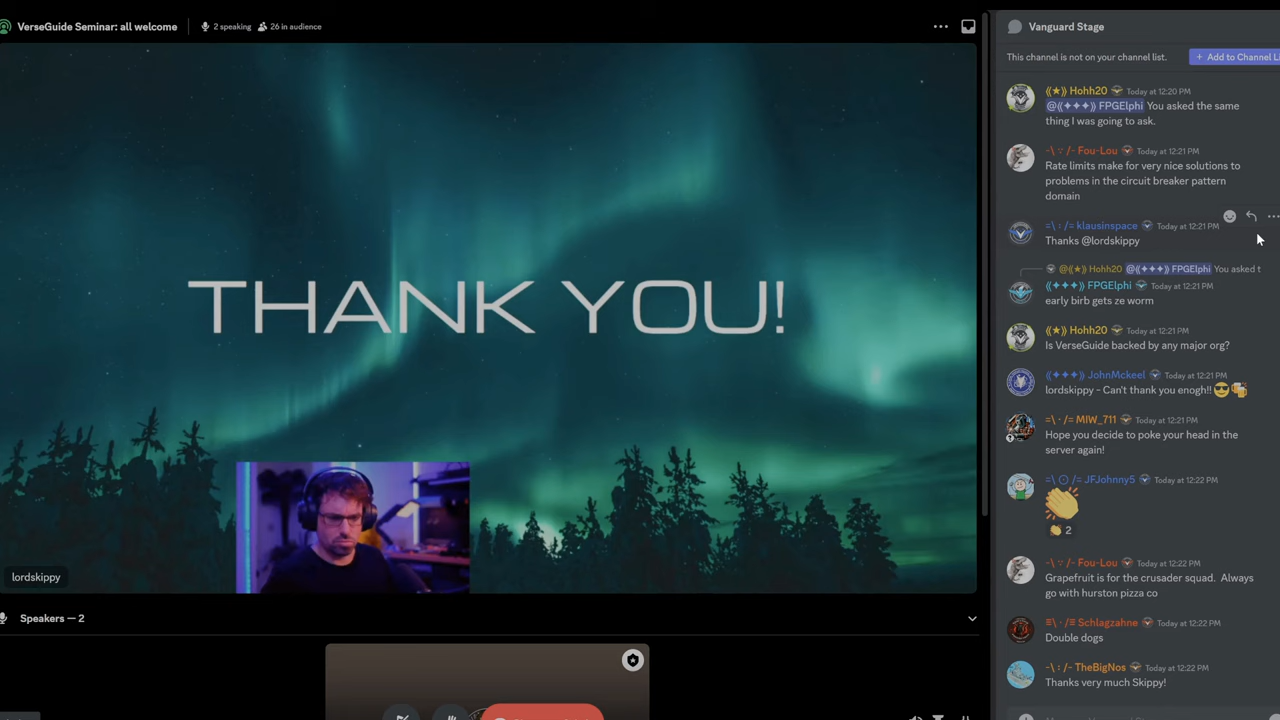 VerseGuide Seminar: all welcome
2 speaking
26 in audience
THANK YOU!
lordskippy
Speakers — 2
Vanguard Stage
This channel is not on your channel list.
+ Add to Channel Li
((★)) Hohh20 Today at 12:20 PM
@((✦✦✦)) FPGElphi You asked the same
thing I was going to ask.
-\ ∵ /- Fou-Lou Today at 12:21 PM
Rate limits make for very nice solutions to
problems in the circuit breaker pattern
domain
=\ : /= klausinspace Today at 12:21 PM
Thanks @lordskippy
@((★)) Hohh20 @((✦✦✦)) FPGElphi You asked t
((✦✦✦)) FPGElphi Today at 12:21 PM
early birb gets ze worm
((★)) Hohh20 Today at 12:21 PM
Is VerseGuide backed by any major org?
((✦✦✦)) JohnMckeel Today at 12:21 PM
lordskippy - Can't thank you enogh!! 😎🍻
=\ · /= MIW_711 Today at 12:21 PM
Hope you decide to poke your head in the
server again!
=\ ⊙ /= JFJohnny5 Today at 12:22 PM
👏
👏 2
-\ ∵ /- Fou-Lou Today at 12:22 PM
Grapefruit is for the crusader squad. Always
go with hurston pizza co
≡\ · /≡ Schlagzahne Today at 12:22 PM
Double dogs
-\ : /- TheBigNos Today at 12:22 PM
Thanks very much Skippy!